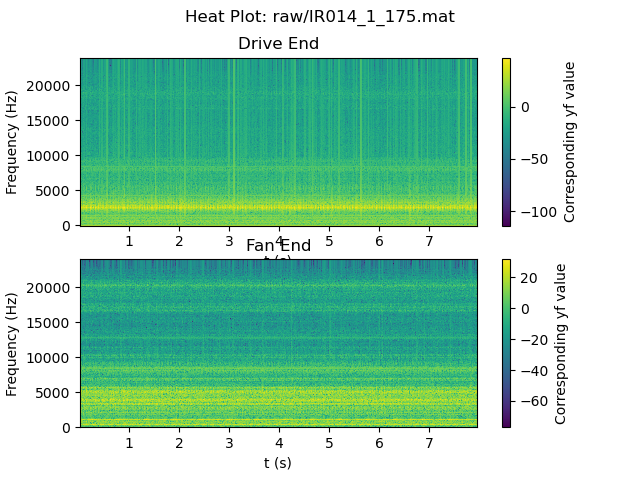 Heat Plot: raw/IR014_1_175.mat
Drive End
20000
15000
10000
5000
0
Frequency (Hz)
1 2 3 4 5 6 7
t (s)
0
−50
−100
Corresponding yf value
Fan End
20000
15000
10000
5000
0
Frequency (Hz)
1 2 3 4 5 6 7
t (s)
20
0
−20
−40
−60
Corresponding yf value